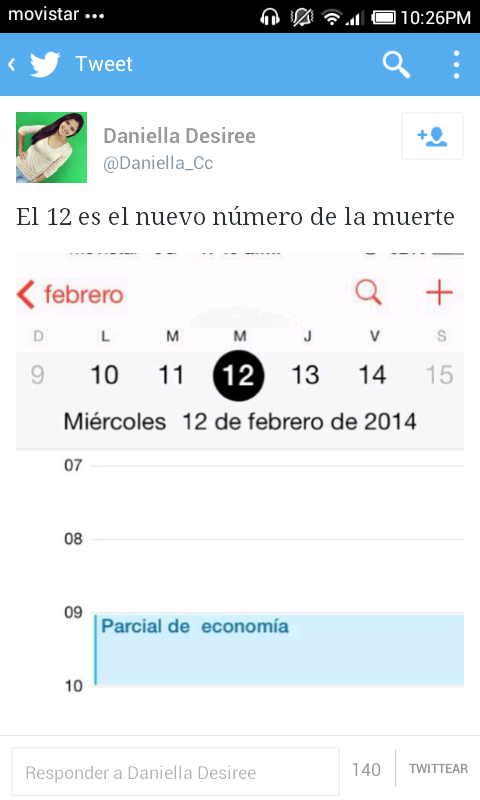 movistar ••• 10:26PM
Tweet
Daniella Desiree
@Daniella_Cc
El 12 es el nuevo número de la muerte
febrero
D L M M J V S
9 10 11 12 13 14 15
Miércoles 12 de febrero de 2014
07
08
09
Parcial de economía
10
Responder a Daniella Desiree 140 TWITTEAR